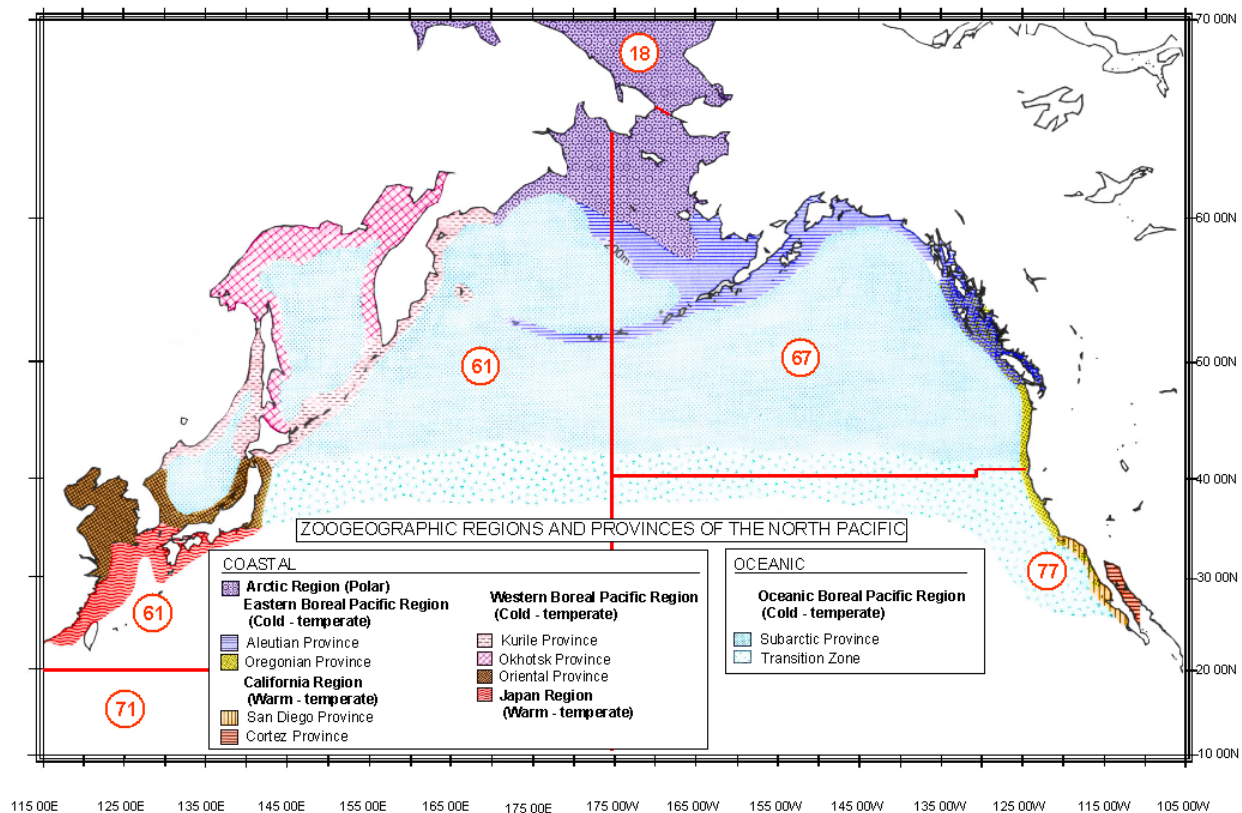 70 00N
18
60 00N
200m
61
67
50 00N
40 00N
ZOOGEOGRAPHIC REGIONS AND PROVINCES OF THE NORTH PACIFIC
COASTAL
Arctic Region (Polar)
Eastern Boreal Pacific Region
(Cold - temperate)
Aleutian Province
Oregonian Province
California Region
(Warm - temperate)
San Diego Province
Cortez Province
Western Boreal Pacific Region
(Cold - temperate)
Kurile Province
Okhotsk Province
Oriental Province
Japan Region
(Warm - temperate)
OCEANIC
Oceanic Boreal Pacific Region
(Cold - temperate)
Subarctic Province
Transition Zone
77
30 00N
61
20 00N
71
10 00N
115 00E 125 00E 135 00E 145 00E 155 00E 165 00E 175 00E 175 00W 165 00W 155 00W 145 00W 135 00W 125 00W 115 00W 105 00W